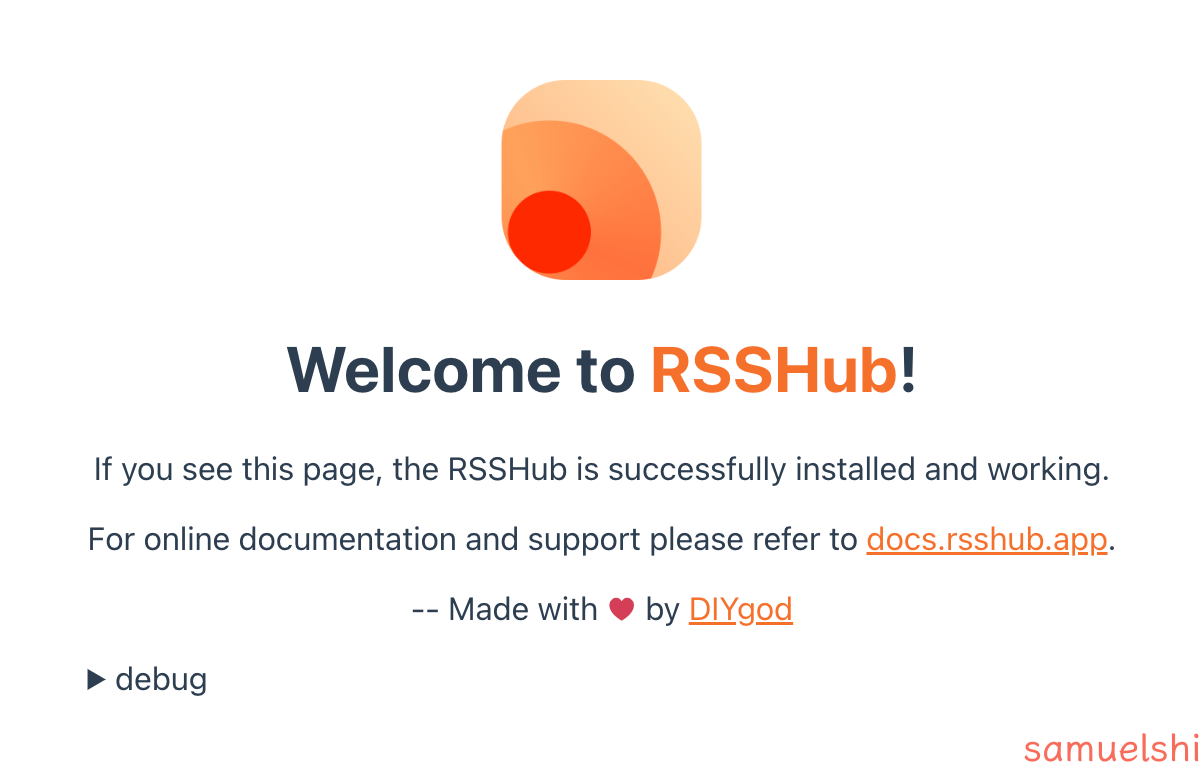 Welcome to RSSHub!
If you see this page, the RSSHub is successfully installed and working.
For online documentation and support please refer to docs.rsshub.app.
-- Made with ❤️ by DIYgod
▶ debug
samuelshi